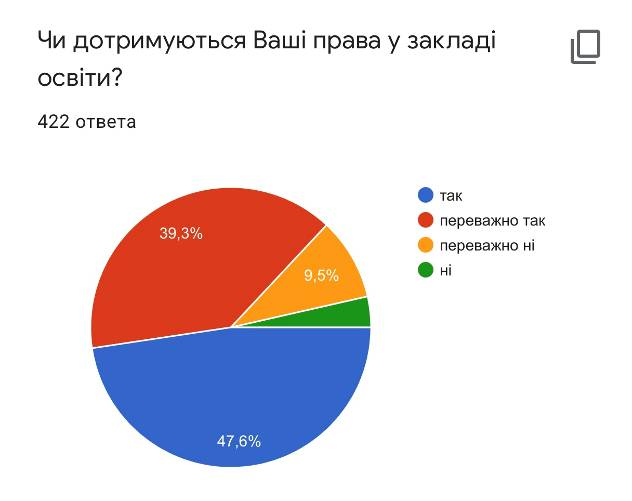 Чи дотримуються Ваші права у закладі
освіти?
422 ответа
так
переважно так
переважно ні
ні
39,3%
9,5%
47,6%